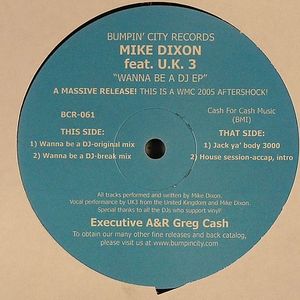 BUMPIN' CITY RECORDS
MIKE DIXON
feat. U.K. 3
"WANNA BE A DJ EP"
A MASSIVE RELEASE! THIS IS A WMC 2005 AFTERSHOCK!
BCR-061
Cash For Cash Music
(BMI)
THIS SIDE:
1) Wanna be a DJ-original mix
2) Wanna be a DJ-break mix
THAT SIDE:
1) Jack ya' body 3000
2) House session-accap, intro
All tracks performed and written by Mike Dixon.
Vocal performance by UK3 from the United Kingdom and Mike Dixon.
Special thanks to all the DJs who support vinyl!
Executive A&R Greg Cash
To obtain our many other fine releases and back catalog,
please visit us at www.bumpincity.com